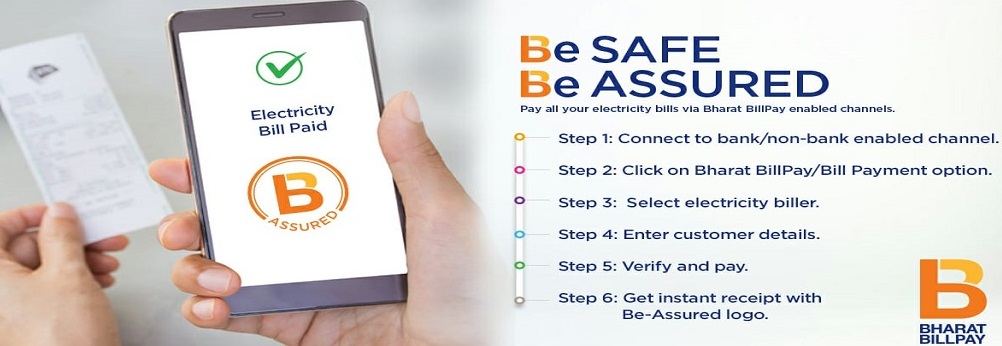 Electricity
Bill Paid
B
ASSURED
Be SAFE
Be ASSURED
Pay all your electricity bills via Bharat BillPay enabled channels.
Step 1: Connect to bank/non-bank enabled channel.
Step 2: Click on Bharat BillPay/Bill Payment option.
Step 3: Select electricity biller.
Step 4: Enter customer details.
Step 5: Verify and pay.
Step 6: Get instant receipt with
Be-Assured logo.
B
BHARAT
BILLPAY